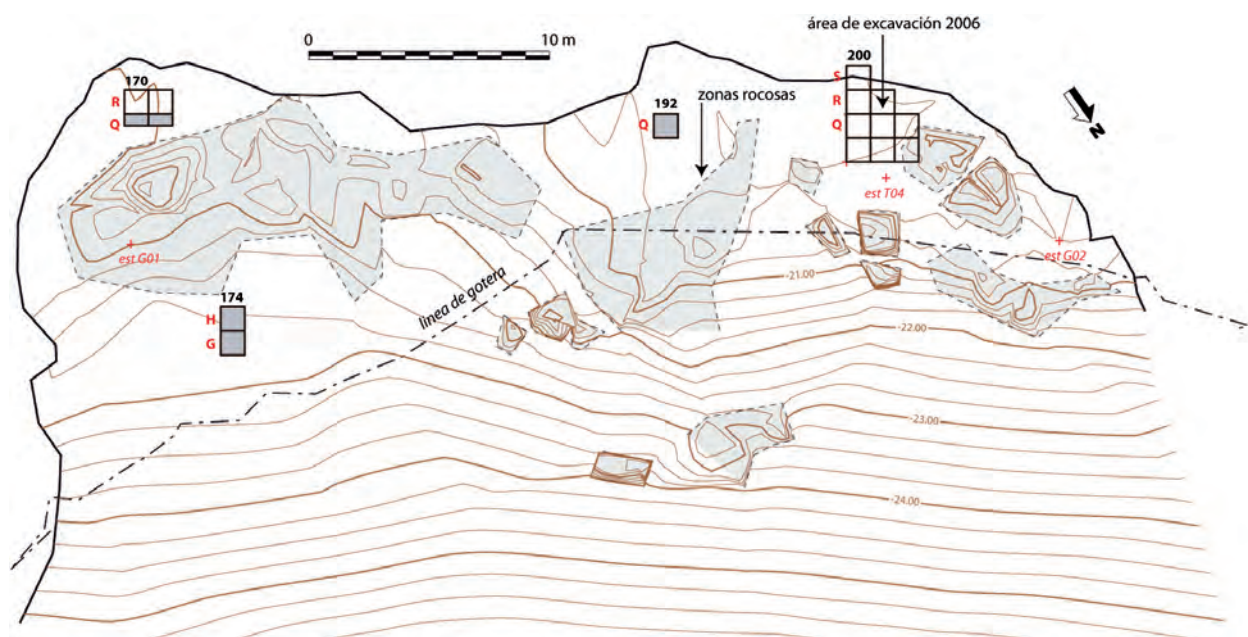 área de excavación 2006
0 10 m
200
S
170
R
Q
192
Q
zonas rocosas
R
Q
N
est T04
est G01
est G02
línea de gotera
-21.00
174
H
G
-22.00
-23.00
-24.00